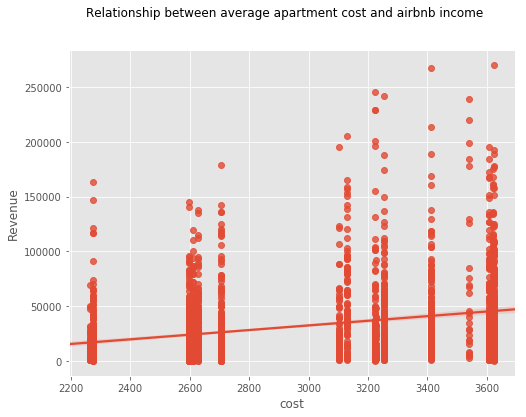 Relationship between average apartment cost and airbnb income
Revenue
250000
200000
150000
100000
50000
0
2200 2400 2600 2800 3000 3200 3400 3600
cost